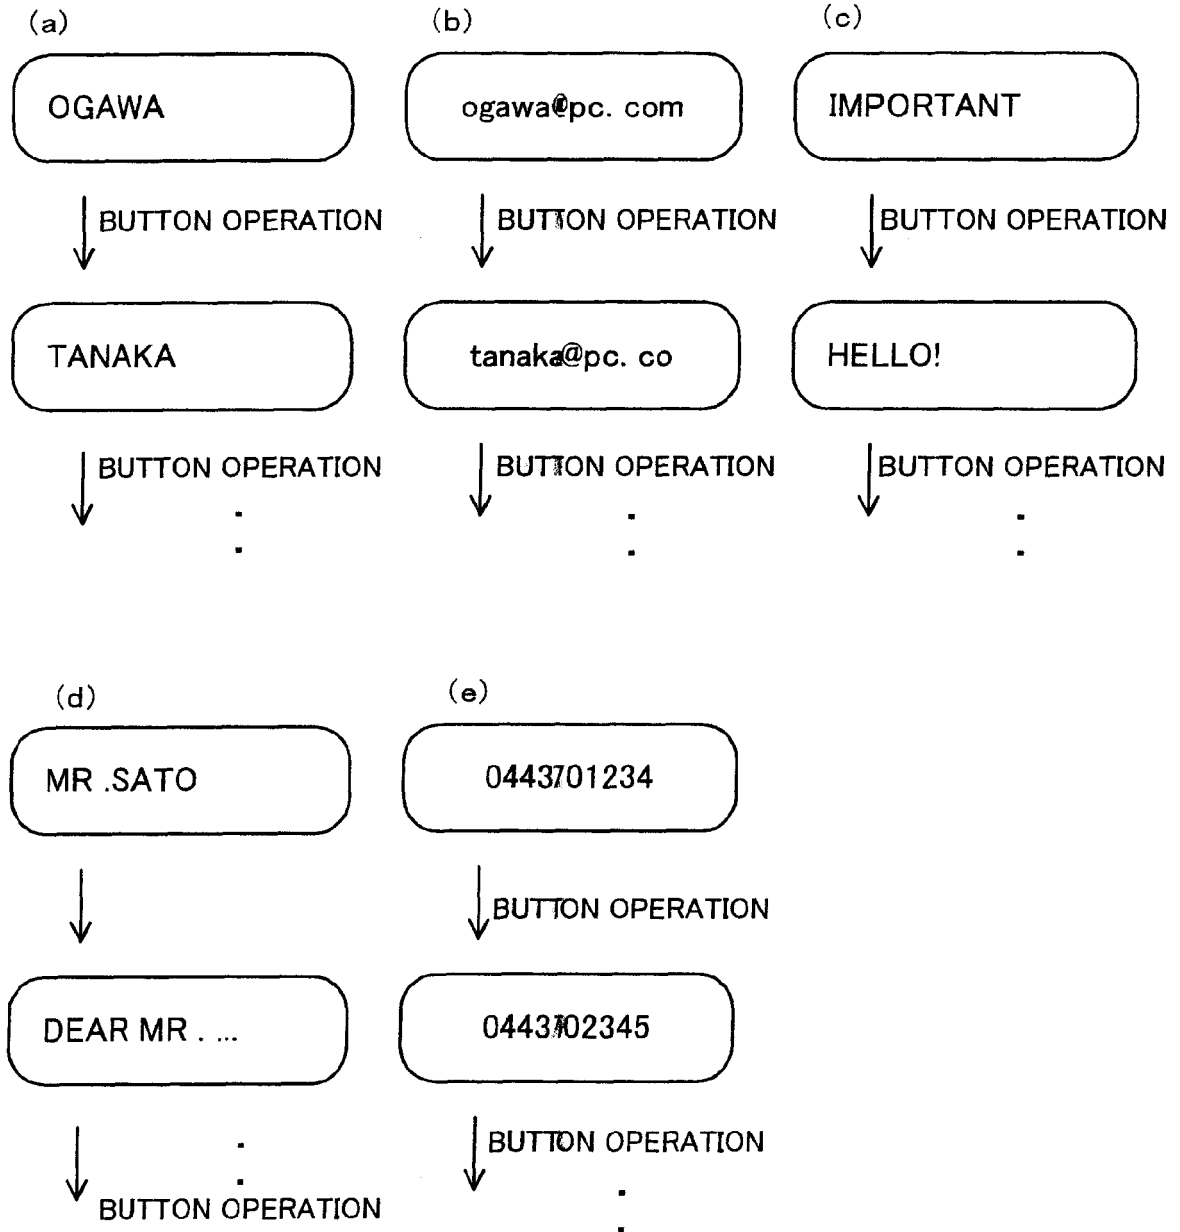 (a)
(b)
(c)
OGAWA
ogawa@pc. com
IMPORTANT
BUTTON OPERATION
BUTTON OPERATION
BUTTON OPERATION
TANAKA
tanaka@pc. co
HELLO!
BUTTON OPERATION
BUTTON OPERATION
BUTTON OPERATION
(d)
(e)
MR .SATO
0443701234
BUTTON OPERATION
DEAR MR . ...
0443702345
BUTTON OPERATION
BUTTON OPERATION